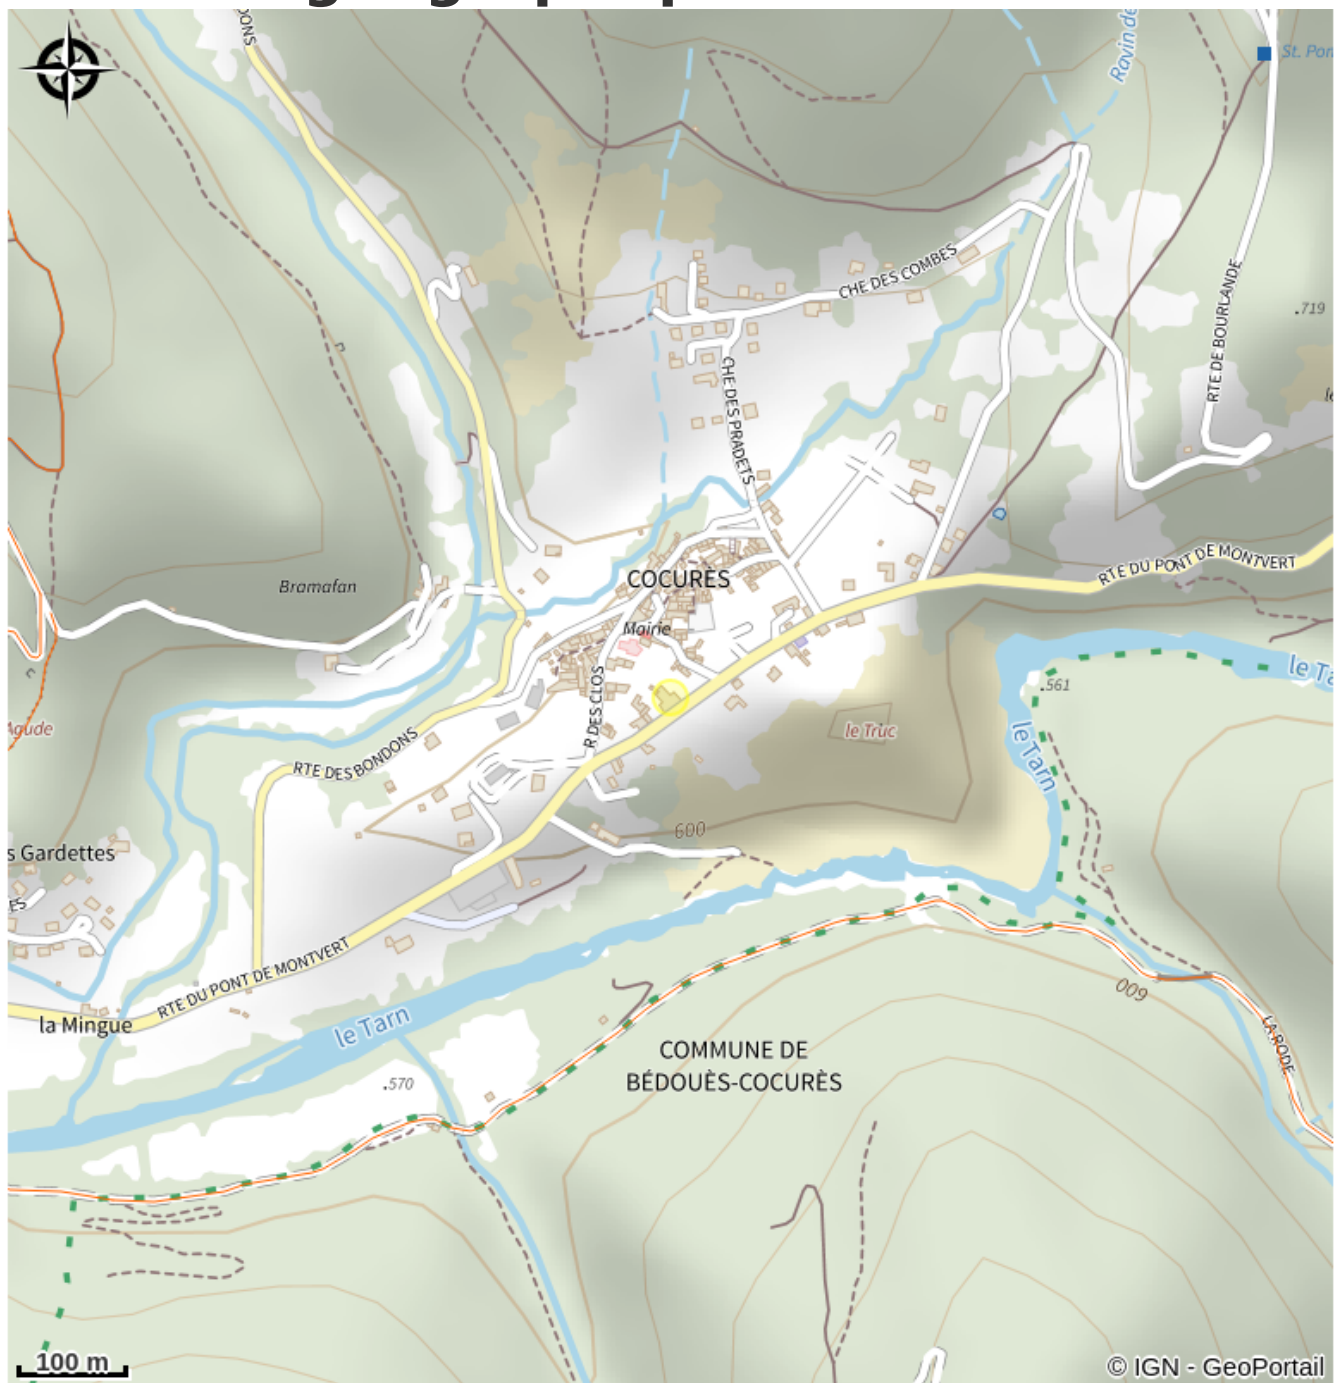 Ravin de
St. Pon
CHE DES COMBES
RTE DE BOURLANDE
.719
CHE DES PRADETS
RTE DU PONT DE MONTVERT
Bramafan
COCURÈS
Mairie
le Ta
.561
R DES CLOS
le Truc
le Tarn
RTE DES BONDONS
600
s Gardettes
ES
RTE DU PONT DE MONTVERT
600
la Mingue
le Tarn
LA RODE
COMMUNE DE
BÉDOUÈS-COCURÈS
.570
100 m
© IGN - GeoPortail